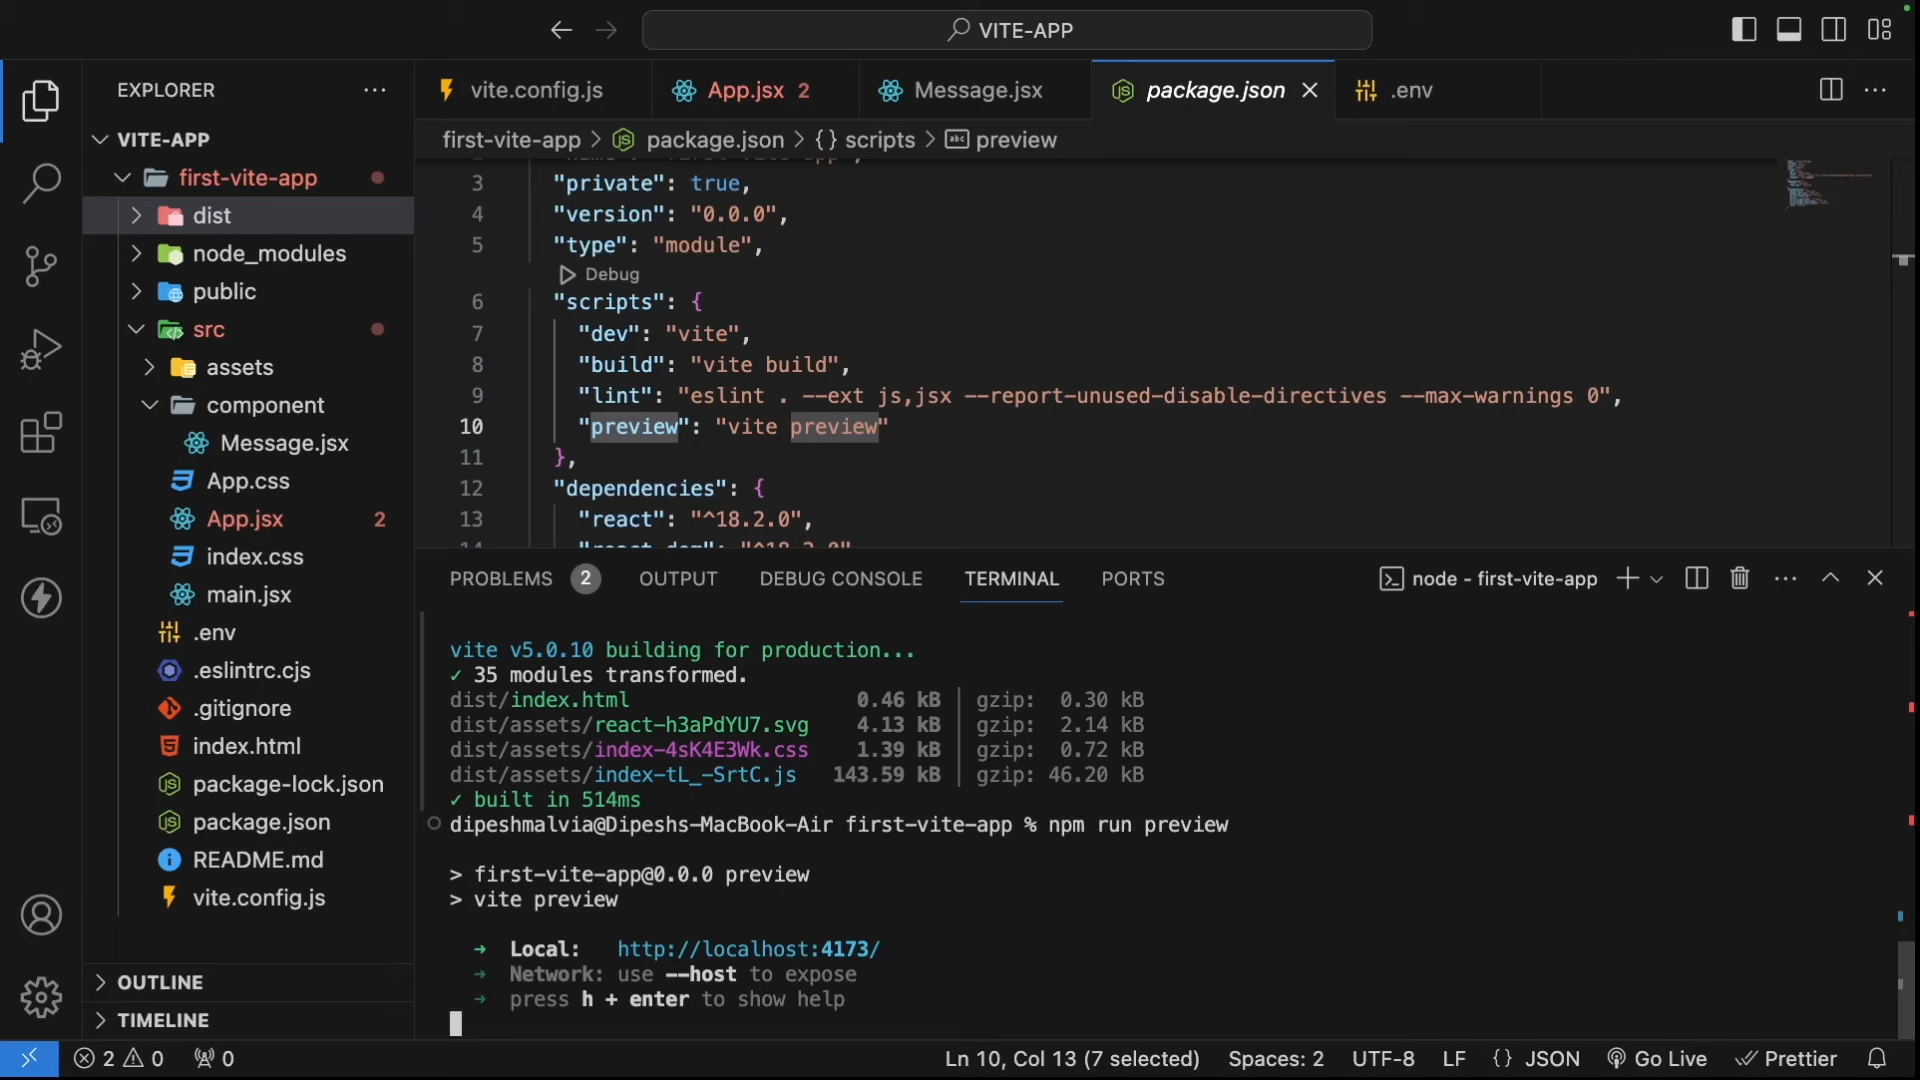 VITE-APP
EXPLORER
VITE-APP
first-vite-app
dist
node_modules
public
src
assets
component
Message.jsx
App.css
App.jsx 2
index.css
main.jsx
.env
.eslintrc.cjs
.gitignore
index.html
package-lock.json
package.json
README.md
vite.config.js
OUTLINE
TIMELINE
vite.config.js App.jsx 2 Message.jsx package.json .env
first-vite-app > package.json > {} scripts > abc preview
3 "private": true,
4 "version": "0.0.0",
5 "type": "module",
Debug
6 "scripts": {
7 "dev": "vite",
8 "build": "vite build",
9 "lint": "eslint . --ext js,jsx --report-unused-disable-directives --max-warnings 0",
10 "preview": "vite preview"
11 },
12 "dependencies": {
13 "react": "^18.2.0",
PROBLEMS 2 OUTPUT DEBUG CONSOLE TERMINAL PORTS node - first-vite-app
vite v5.0.10 building for production...
✓ 35 modules transformed.
dist/index.html 0.46 kB │ gzip: 0.30 kB
dist/assets/react-h3aPdYU7.svg 4.13 kB │ gzip: 2.14 kB
dist/assets/index-4sK4E3Wk.css 1.39 kB │ gzip: 0.72 kB
dist/assets/index-tL_-SrtC.js 143.59 kB │ gzip: 46.20 kB
✓ built in 514ms
dipeshmalvia@Dipeshs-MacBook-Air first-vite-app % npm run preview
> first-vite-app@0.0.0 preview
> vite preview
➜ Local: http://localhost:4173/
➜ Network: use --host to expose
➜ press h + enter to show help
2 0 0 Ln 10, Col 13 (7 selected) Spaces: 2 UTF-8 LF {} JSON Go Live Prettier